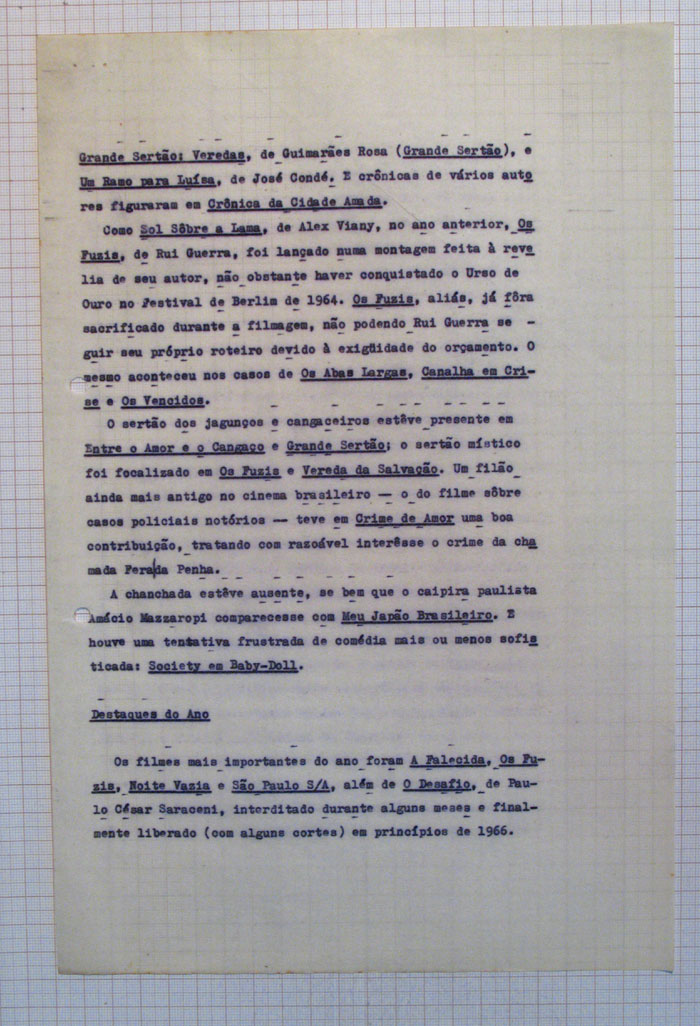 Grande Sertão: Veredas, de Guimarães Rosa (Grande Sertão), e
Um Ramo para Luísa, de José Condé. E crônicas de vários auto
res figuraram em Crônica da Cidade Amada.
Como Sol Sôbre a Lama, de Alex Viany, no ano anterior, Os
Fuzis, de Rui Guerra, foi lançado numa montagem feita à reve
lia de seu autor, não obstante haver conquistado o Urso de
Ouro no Festival de Berlim de 1964. Os Fuzis, aliás, já fôra
sacrificado durante a filmagem, não podendo Rui Guerra se -
guir seu próprio roteiro devido à exigüidade do orçamento. O
mesmo aconteceu nos casos de Os Abas Largas, Canalha em Cri-
se e Os Vencidos.
O sertão dos jagunços e cangaceiros estêve presente em
Entre o Amor e o Cangaço e Grande Sertão; o sertão místico
foi focalizado em Os Fuzis e Vereda da Salvação. Um filão
ainda mais antigo no cinema brasileiro — o do filme sôbre
casos policiais notórios — teve em Crime de Amor uma boa
contribuição, tratando com razoável interêsse o crime da cha
mada Fera da Penha.
A chanchada estêve ausente, se bem que o caipira paulista
Amácio Mazzaropi comparecesse com Meu Japão Brasileiro. E
houve uma tentativa frustrada de comédia mais ou menos sofis
ticada: Society em Baby-Doll.
Destaques do Ano
Os filmes mais importantes do ano foram A Falecida, Os Fu-
zis, Noite Vazia e São Paulo S/A, além de O Desafio, de Pau-
lo César Saraceni, interditado durante alguns meses e final-
mente liberado (com alguns cortes) em princípios de 1966.